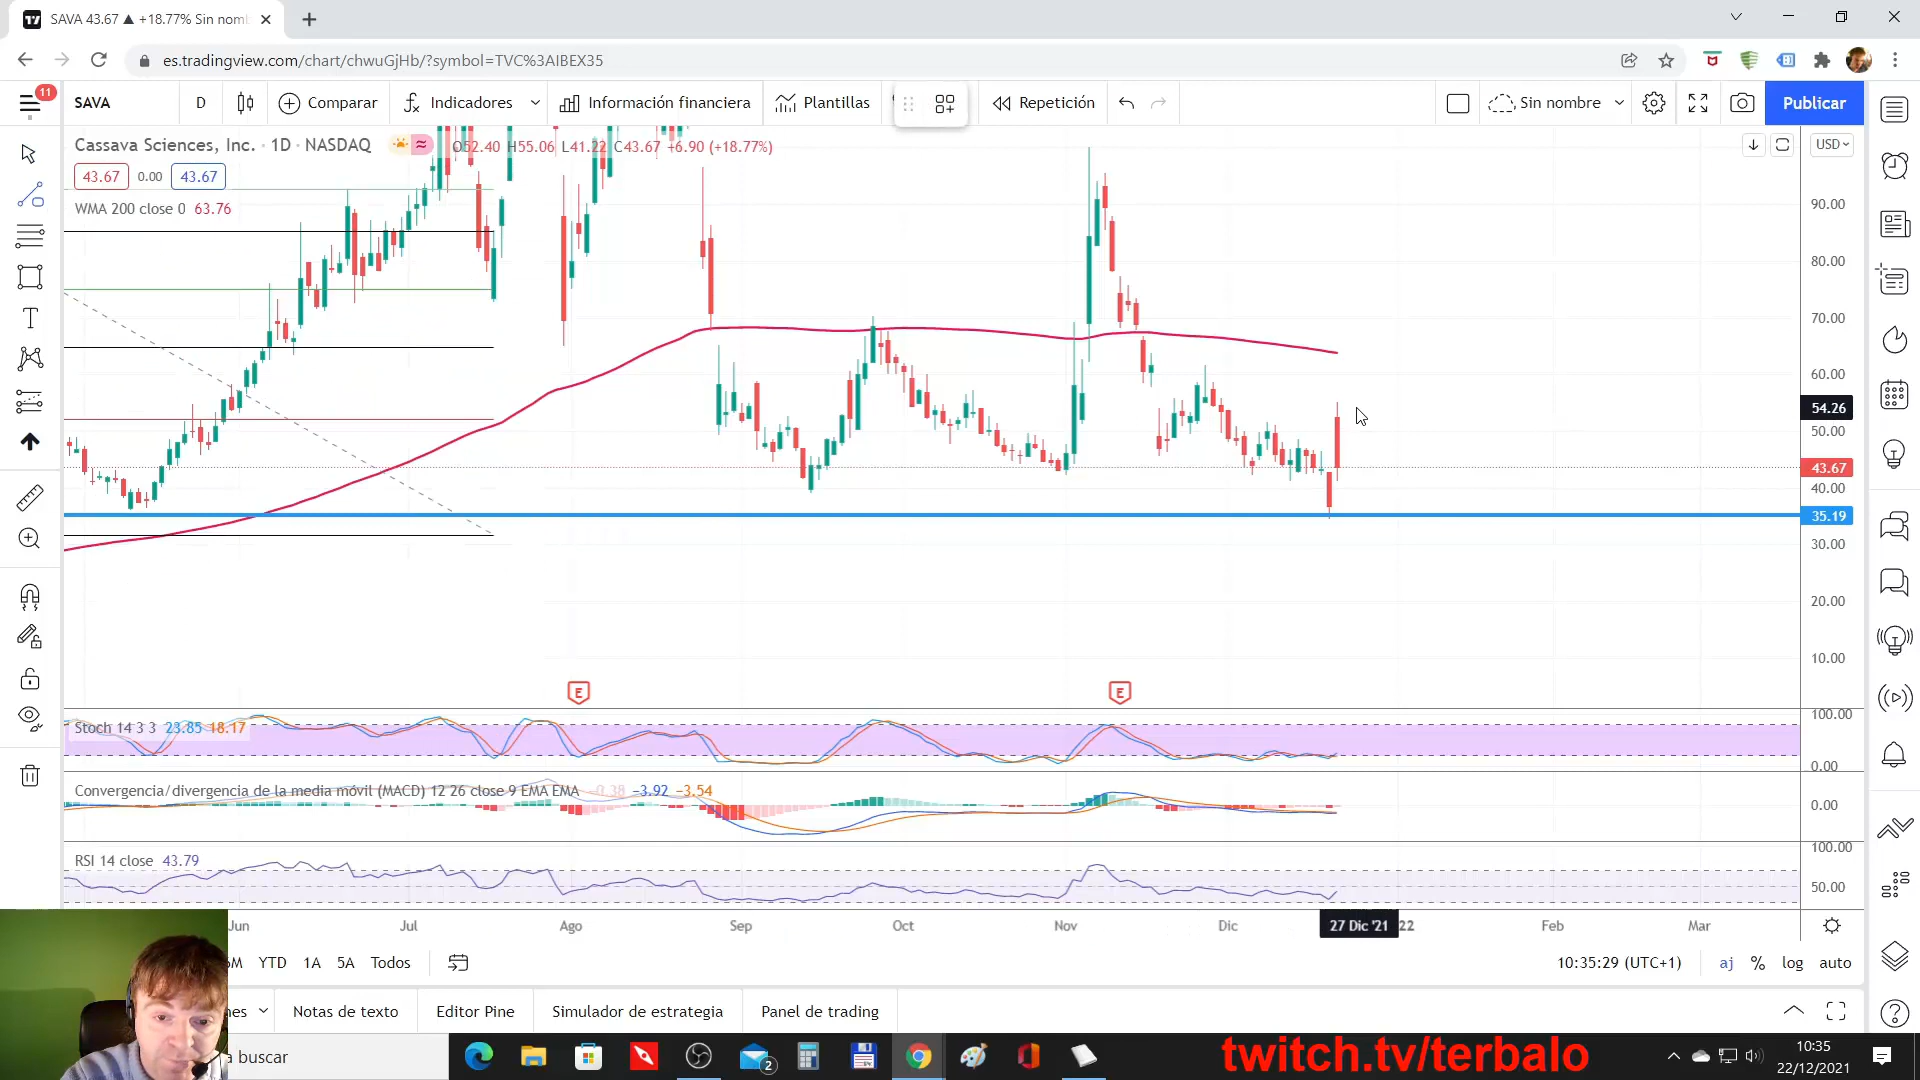 SAVA 43.67 ▲ +18.77% Sin nomb
es.tradingview.com/chart/chwuGjHb/?symbol=TVC%3AIBEX35
11
SAVA
D
Comparar
Indicadores
Información financiera
Plantillas
Repetición
Sin nombre
Publicar
Cassava Sciences, Inc. · 1D · NASDAQ
O52.40 H55.06 L41.22 C43.67 +6.90 (+18.77%)
USD
43.67 0.00 43.67
WMA 200 close 0 63.76
90.00
80.00
70.00
60.00
54.26
50.00
43.67
40.00
35.19
30.00
20.00
10.00
E
E
Stoch 14 3 3 23.85 18.17
100.00
0.00
Convergencia/divergencia de la media móvil (MACD) 12 26 close 9 EMA EMA −0.38 −3.92 −3.54
0.00
RSI 14 close 43.79
100.00
50.00
Jun
Jul
Ago
Sep
Oct
Nov
Dic
27 Dic '21
22
Feb
Mar
6M YTD 1A 5A Todos
10:35:29 (UTC+1)
aj % log auto
nes
Notas de texto
Editor Pine
Simulador de estrategia
Panel de trading
a buscar
2
twitch.tv/terbalo
10:35
22/12/2021